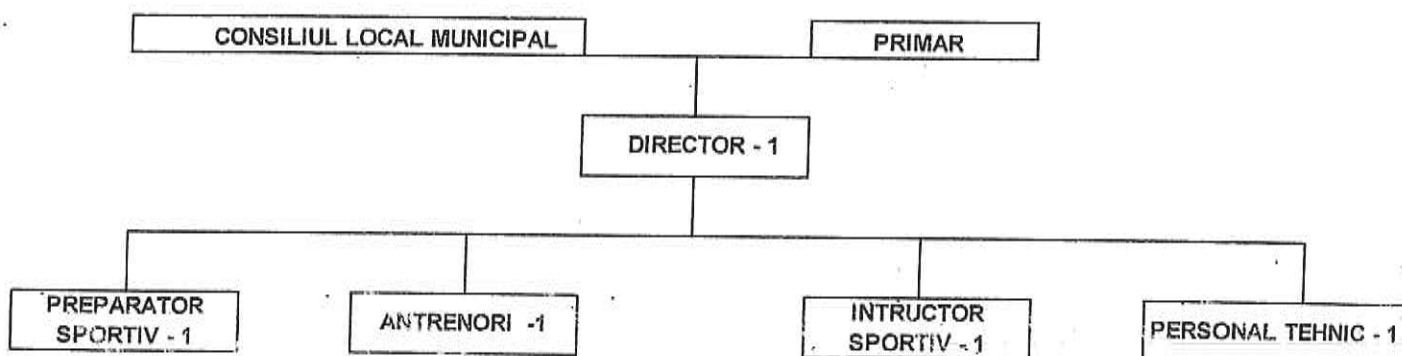 CONSILIUL LOCAL MUNICIPAL
PRIMAR
DIRECTOR - 1
PREPARATOR
SPORTIV - 1
ANTRENORI -1
INTRUCTOR
SPORTIV - 1
PERSONAL TEHNIC - 1